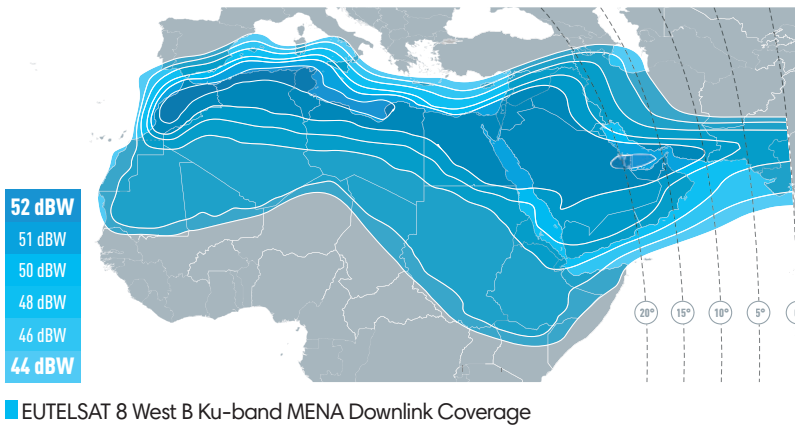 52 dBW
51 dBW
50 dBW
48 dBW
46 dBW
44 dBW
20° 15° 10° 5°
EUTELSAT 8 West B Ku-band MENA Downlink Coverage